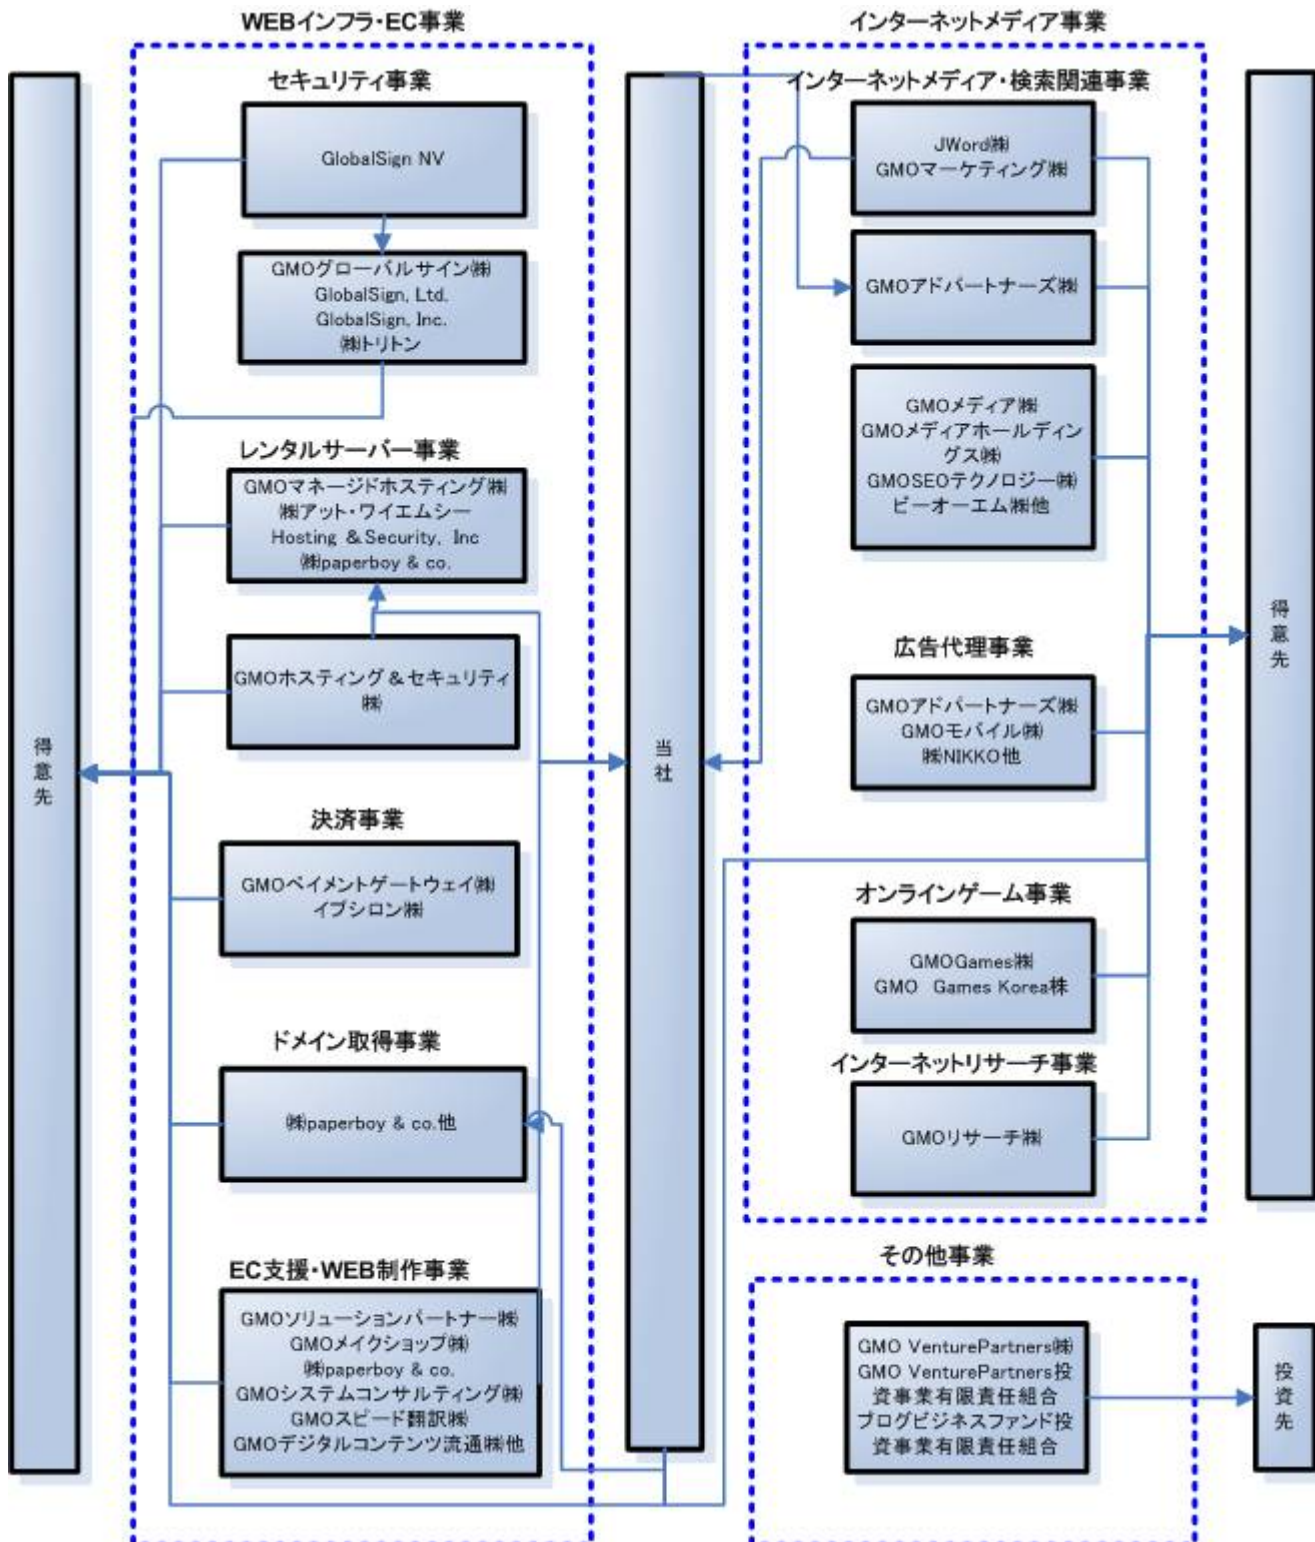 WEBインフラ・EC事業
セキュリティ事業
GlobalSign NV
GMOグローバルサイン㈱
GlobalSign, Ltd.
GlobalSign, Inc.
㈱トリトン
レンタルサーバー事業
GMOマネージドホスティング㈱
㈱アット・ワイエムシー
Hosting & Security, Inc
㈱paperboy & co.
GMOホスティング&セキュリティ
㈱
決済事業
GMOペイメントゲートウェイ㈱
イプシロン㈱
ドメイン取得事業
㈱paperboy & co.他
EC支援・WEB制作事業
GMOソリューションパートナー㈱
GMOメイクショップ㈱
㈱paperboy & co.
GMOシステムコンサルティング㈱
GMOスピード翻訳㈱
GMOデジタルコンテンツ流通㈱他
得意先
当社
インターネットメディア事業
インターネットメディア・検索関連事業
JWord㈱
GMOマーケティング㈱
GMOアドパートナーズ㈱
GMOメディア㈱
GMOメディアホールディン
グス㈱
GMOSEOテクノロジー㈱
ビーオーエム㈱他
広告代理事業
GMOアドパートナーズ㈱
GMOモバイル㈱
㈱NIKKO他
オンラインゲーム事業
GMOGames㈱
GMO Games Korea株
インターネットリサーチ事業
GMOリサーチ㈱
得意先
その他事業
GMO VenturePartners㈱
GMO VenturePartners投
資事業有限責任組合
ブログビジネスファンド投
資事業有限責任組合
投資先